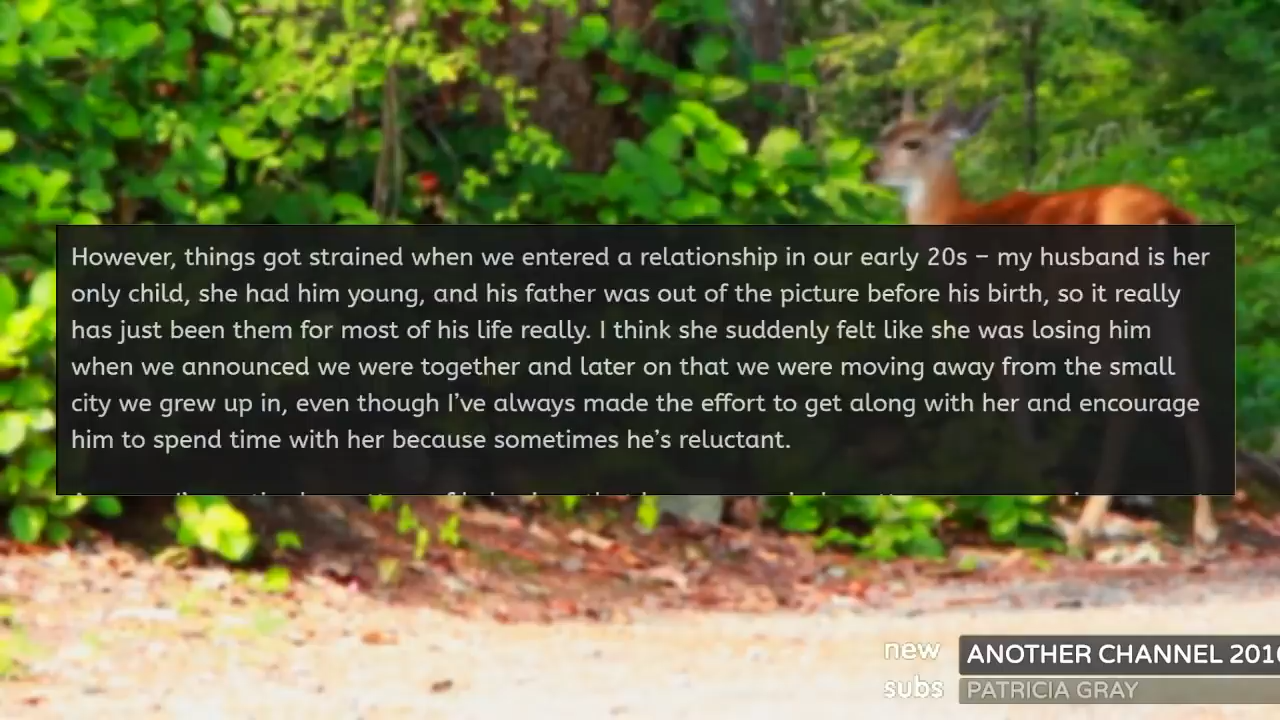 However, things got strained when we entered a relationship in our early 20s – my husband is her
only child, she had him young, and his father was out of the picture before his birth, so it really
has just been them for most of his life really. I think she suddenly felt like she was losing him
when we announced we were together and later on that we were moving away from the small
city we grew up in, even though I’ve always made the effort to get along with her and encourage
him to spend time with her because sometimes he’s reluctant.
new ANOTHER CHANNEL 201
subs PATRICIA GRAY